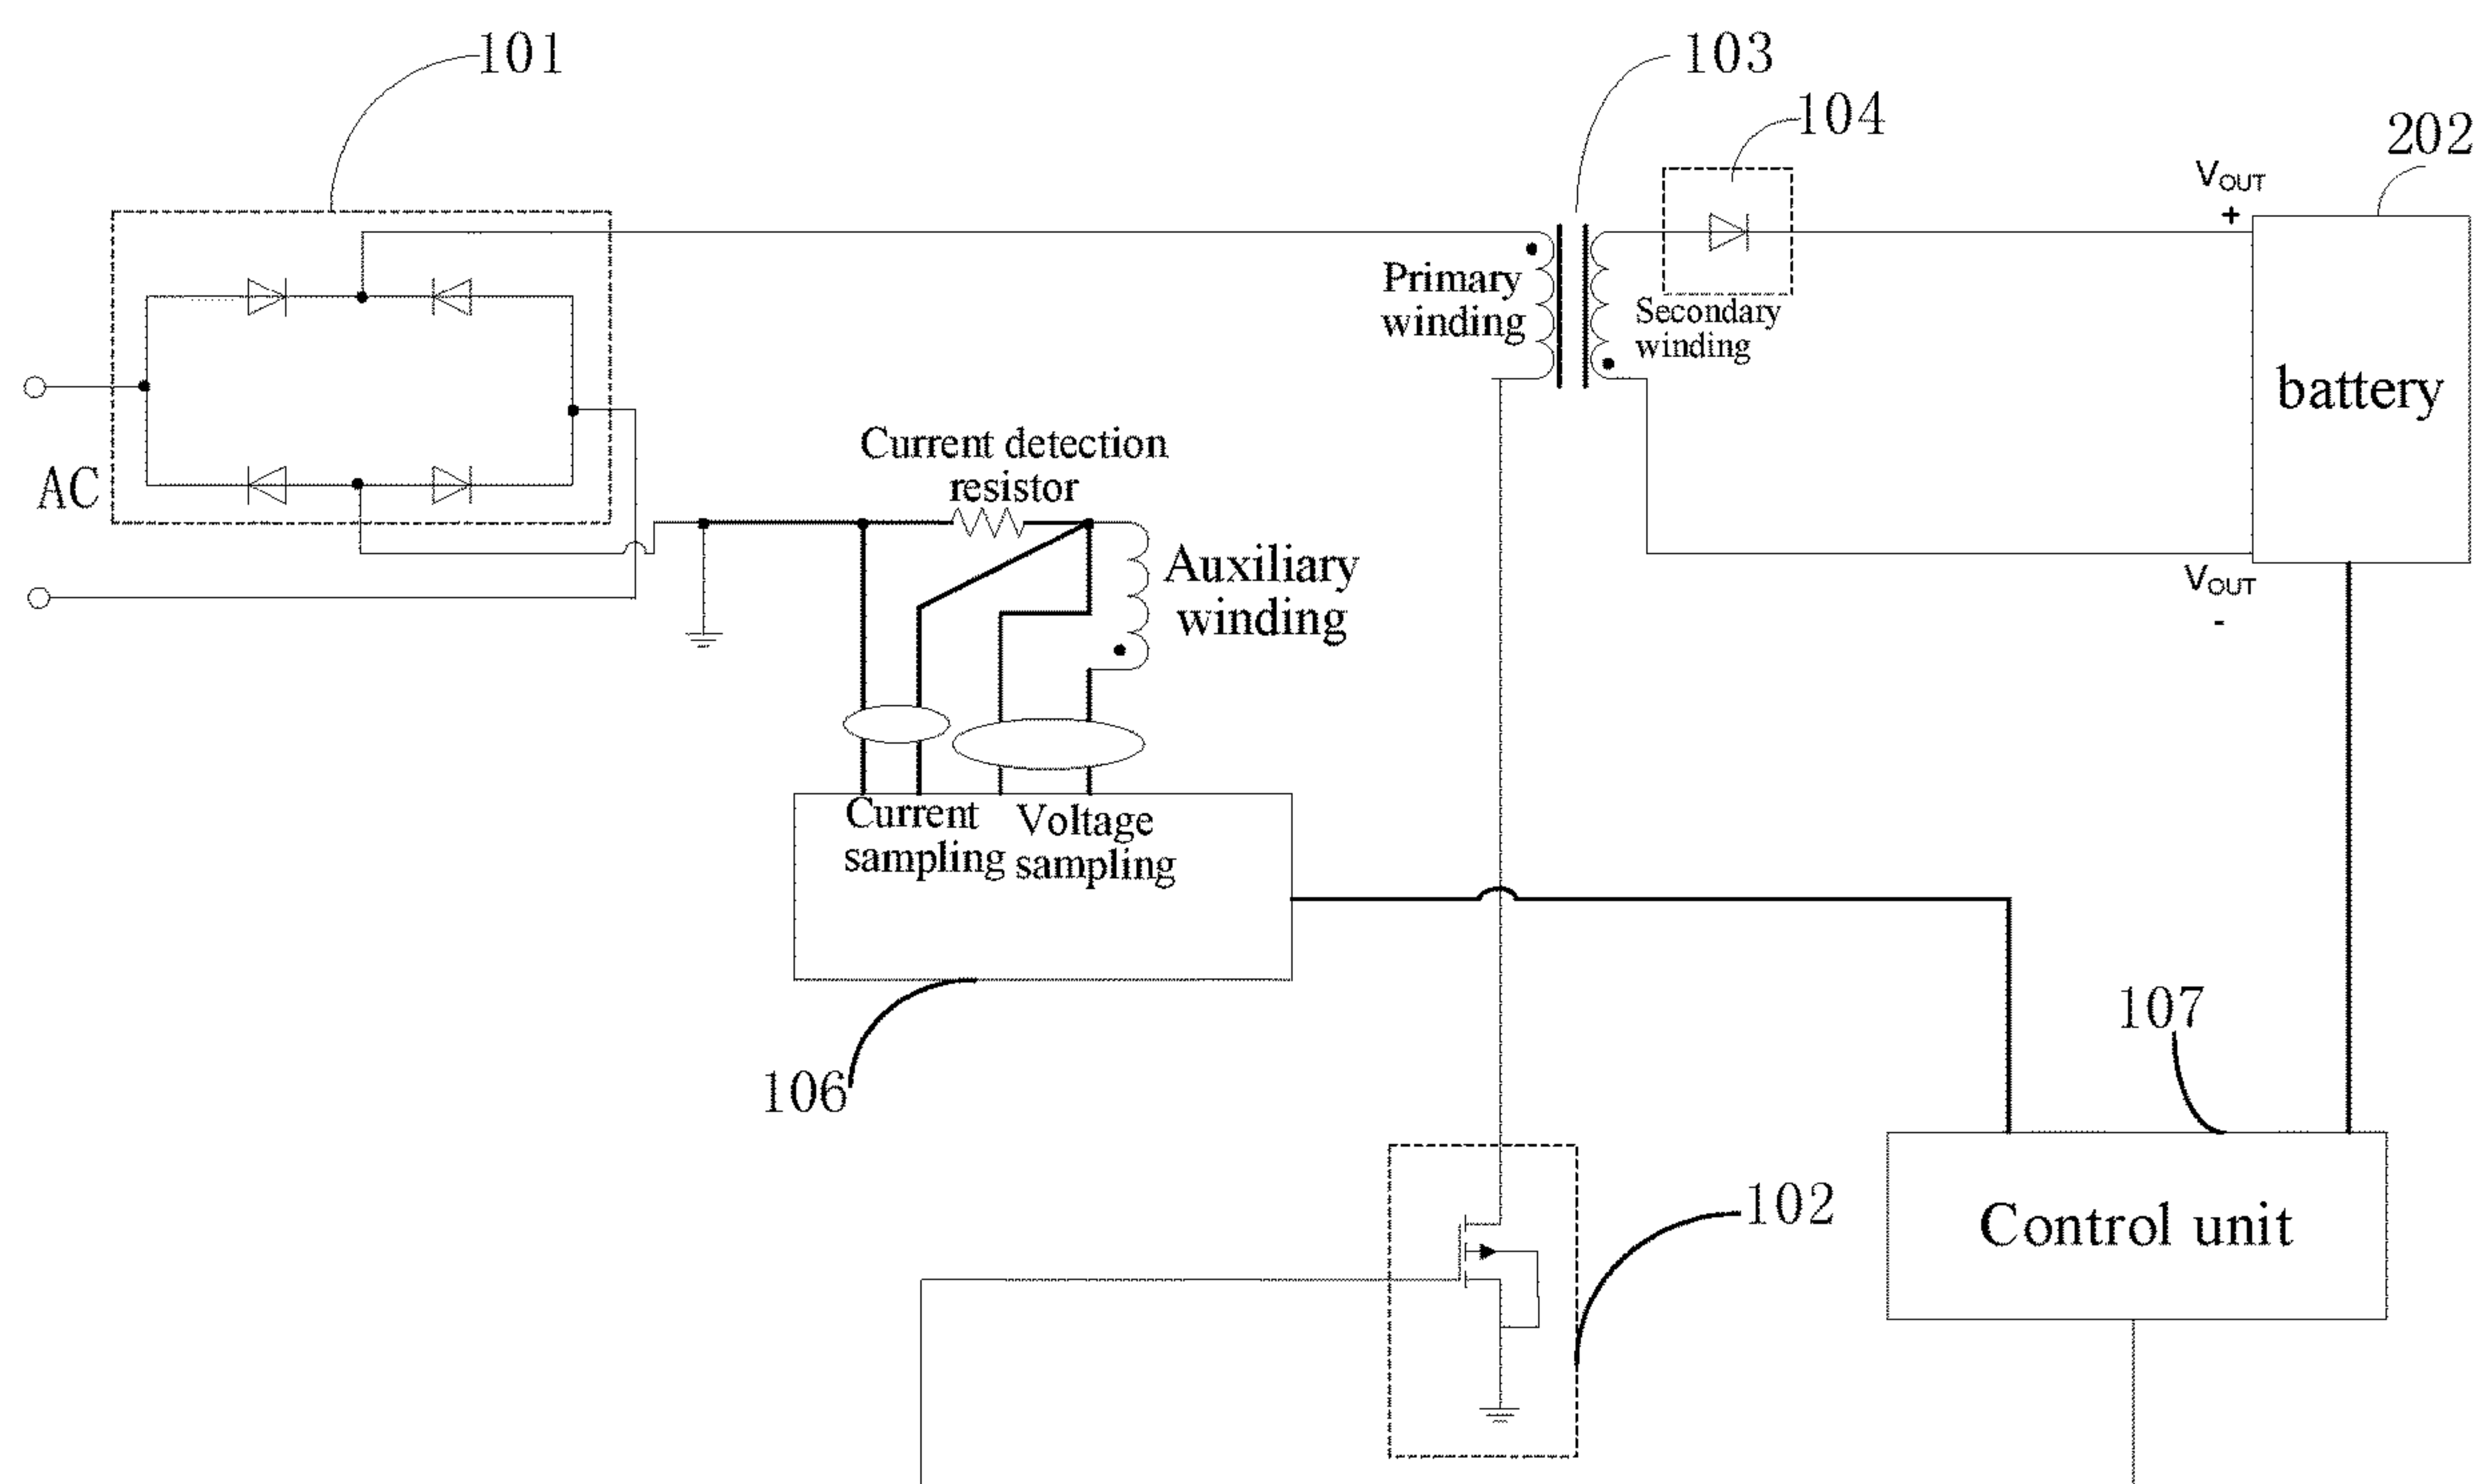 101
103
104
202
VOUT
+
Primary
winding
Secondary
winding
battery
AC
Current detection
resistor
Auxiliary
winding
VOUT
-
Current
sampling
Voltage
sampling
106
107
102
Control unit